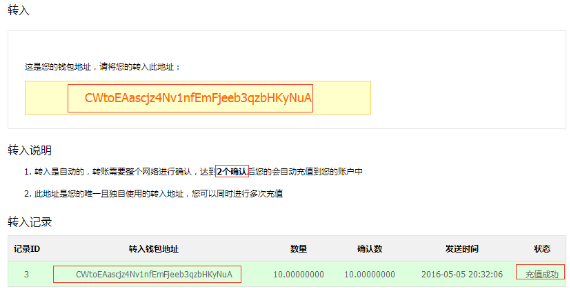 转入
这是您的钱包地址，请将您的转入此地址：
CWtoEAascjz4Nv1nfEmFjeeb3qzbHKyNuA
转入说明
1. 转入是自动的，转账需要整个网络进行确认，达到2个确认后您的会自动充值到您的账户中
2. 此地址是您的唯一且独自使用的转入地址，您可以同时进行多次充值
转入记录
记录ID 转入钱包地址 数量 确认数 发送时间 状态
3 CWtoEAascjz4Nv1nfEmFjeeb3qzbHKyNuA 10.00000000 10.00000000 2016-05-05 20:32:06 充值成功